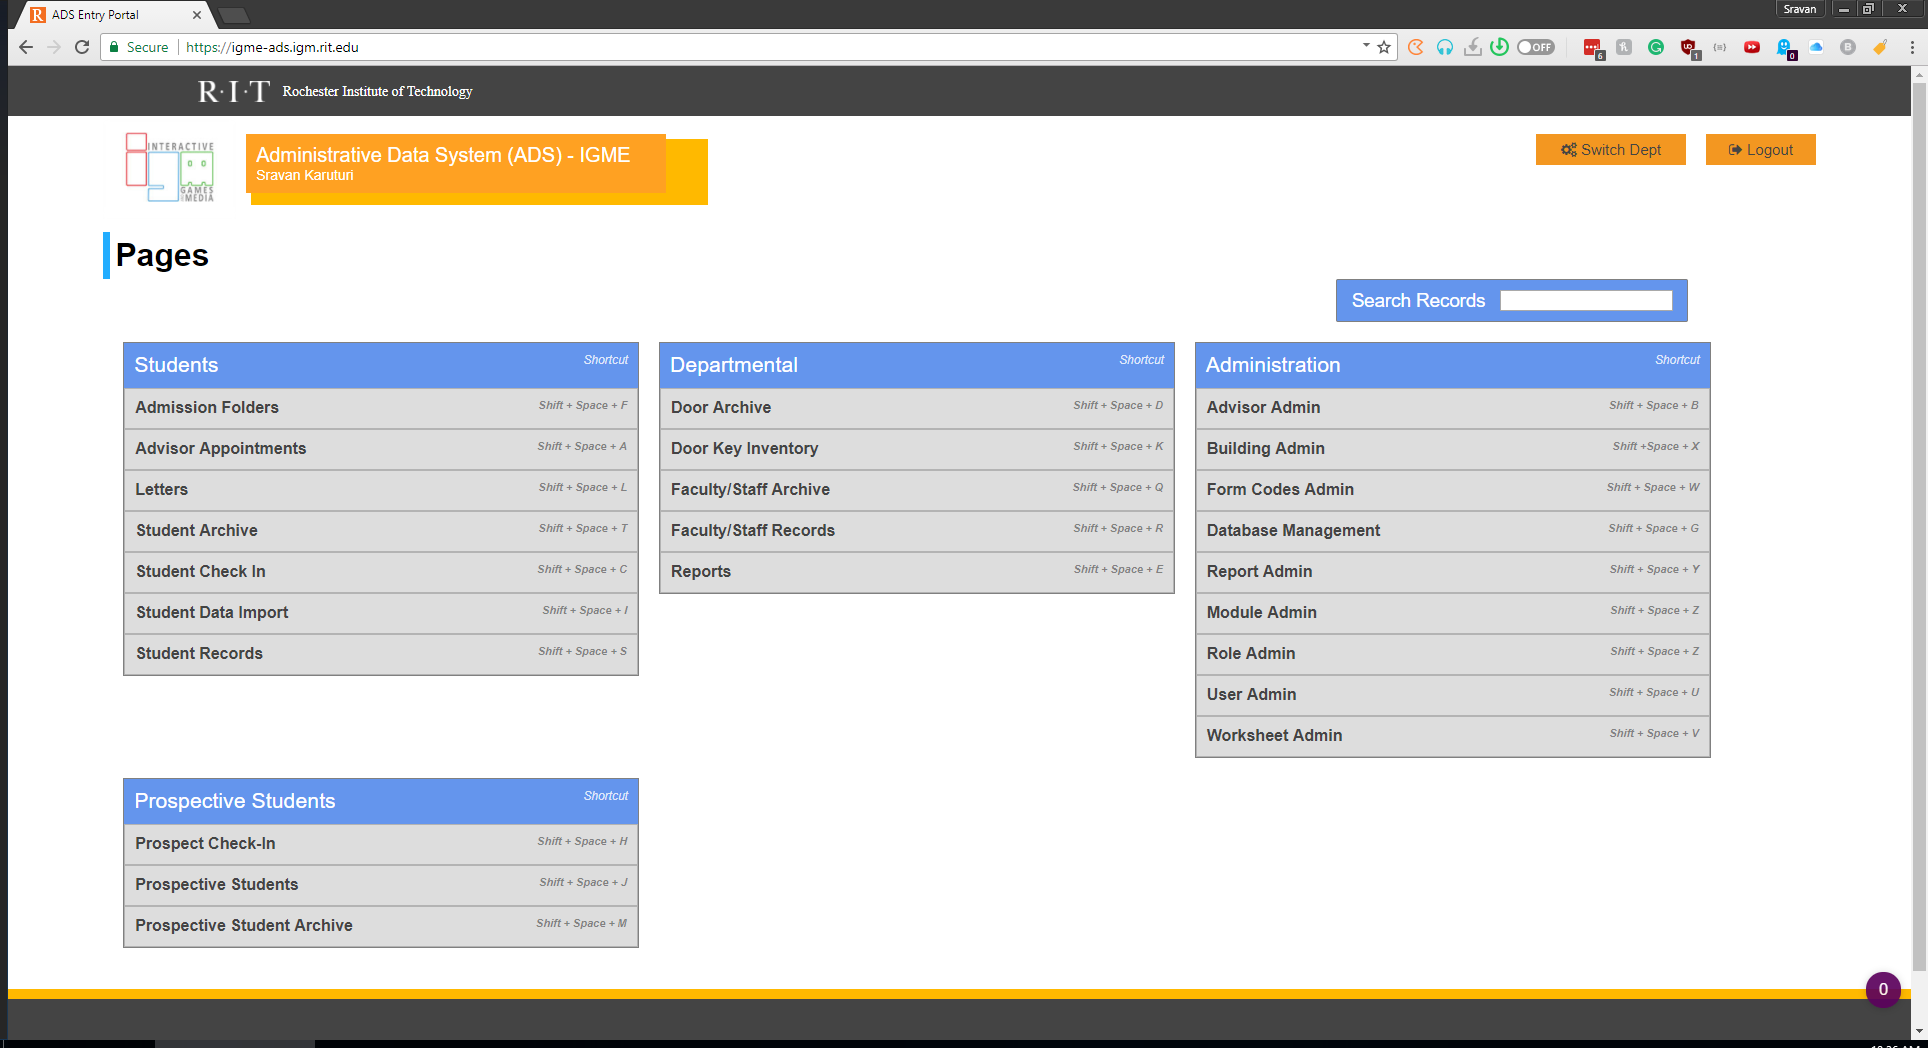 ADS Entry Portal
Sravan
Secure
https://igme-ads.igm.rit.edu
OFF
6
1
0
B
R·I·T Rochester Institute of Technology
INTERACTIVE
GAMES
MEDIA
Administrative Data System (ADS) - IGME
Sravan Karuturi
Switch Dept
Logout
Pages
Search Records
Students Shortcut
Admission Folders Shift + Space + F
Advisor Appointments Shift + Space + A
Letters Shift + Space + L
Student Archive Shift + Space + T
Student Check In Shift + Space + C
Student Data Import Shift + Space + I
Student Records Shift + Space + S
Departmental Shortcut
Door Archive Shift + Space + D
Door Key Inventory Shift + Space + K
Faculty/Staff Archive Shift + Space + Q
Faculty/Staff Records Shift + Space + R
Reports Shift + Space + E
Administration Shortcut
Advisor Admin Shift + Space + B
Building Admin Shift +Space + X
Form Codes Admin Shift + Space + W
Database Management Shift + Space + G
Report Admin Shift + Space + Y
Module Admin Shift + Space + Z
Role Admin Shift + Space + Z
User Admin Shift + Space + U
Worksheet Admin Shift + Space + V
Prospective Students Shortcut
Prospect Check-In Shift + Space + H
Prospective Students Shift + Space + J
Prospective Student Archive Shift + Space + M
0